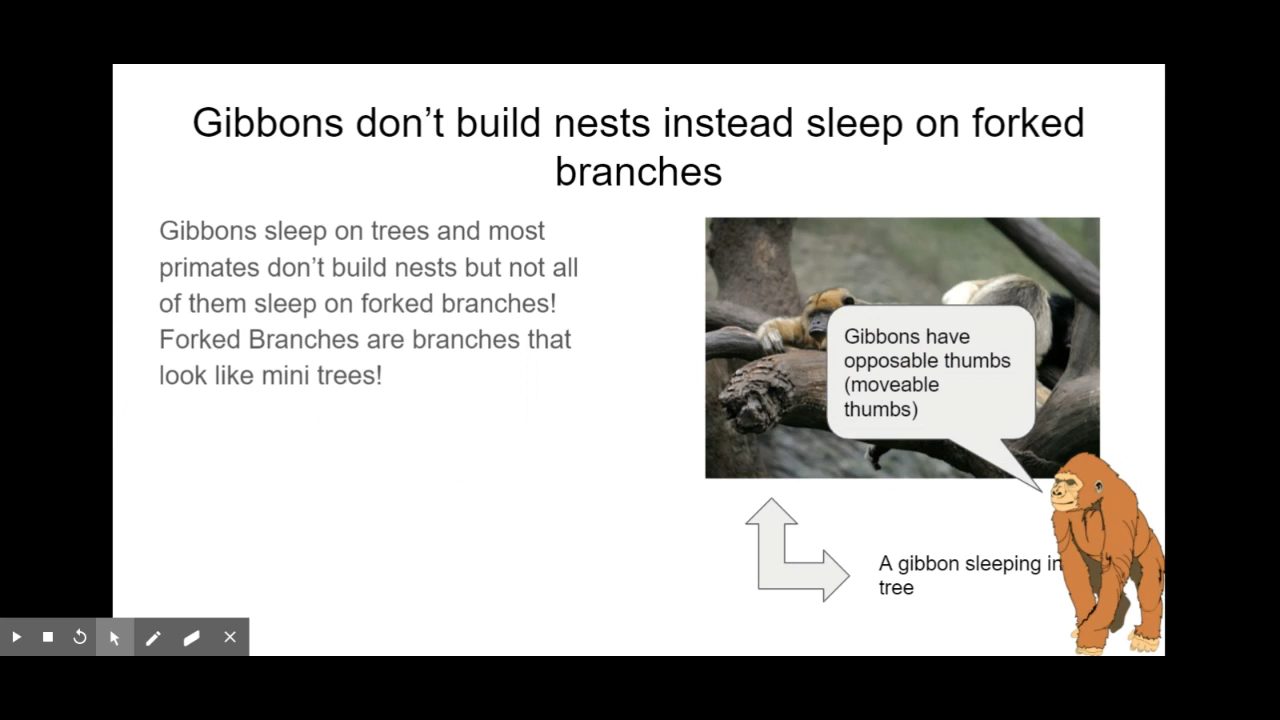 Gibbons don’t build nests instead sleep on forked
branches
Gibbons sleep on trees and most
primates don’t build nests but not all
of them sleep on forked branches!
Forked Branches are branches that
look like mini trees!
Gibbons have
opposable thumbs
(moveable
thumbs)
A gibbon sleeping in
tree